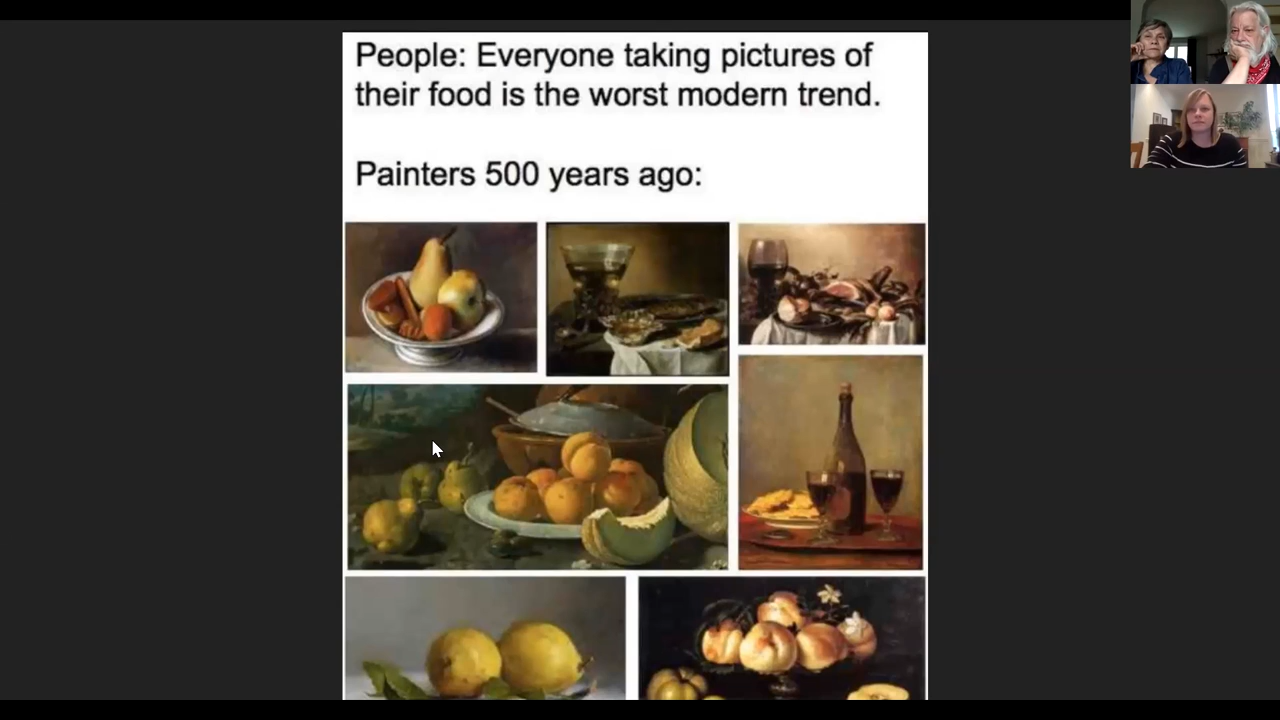 People: Everyone taking pictures of
their food is the worst modern trend.
Painters 500 years ago: